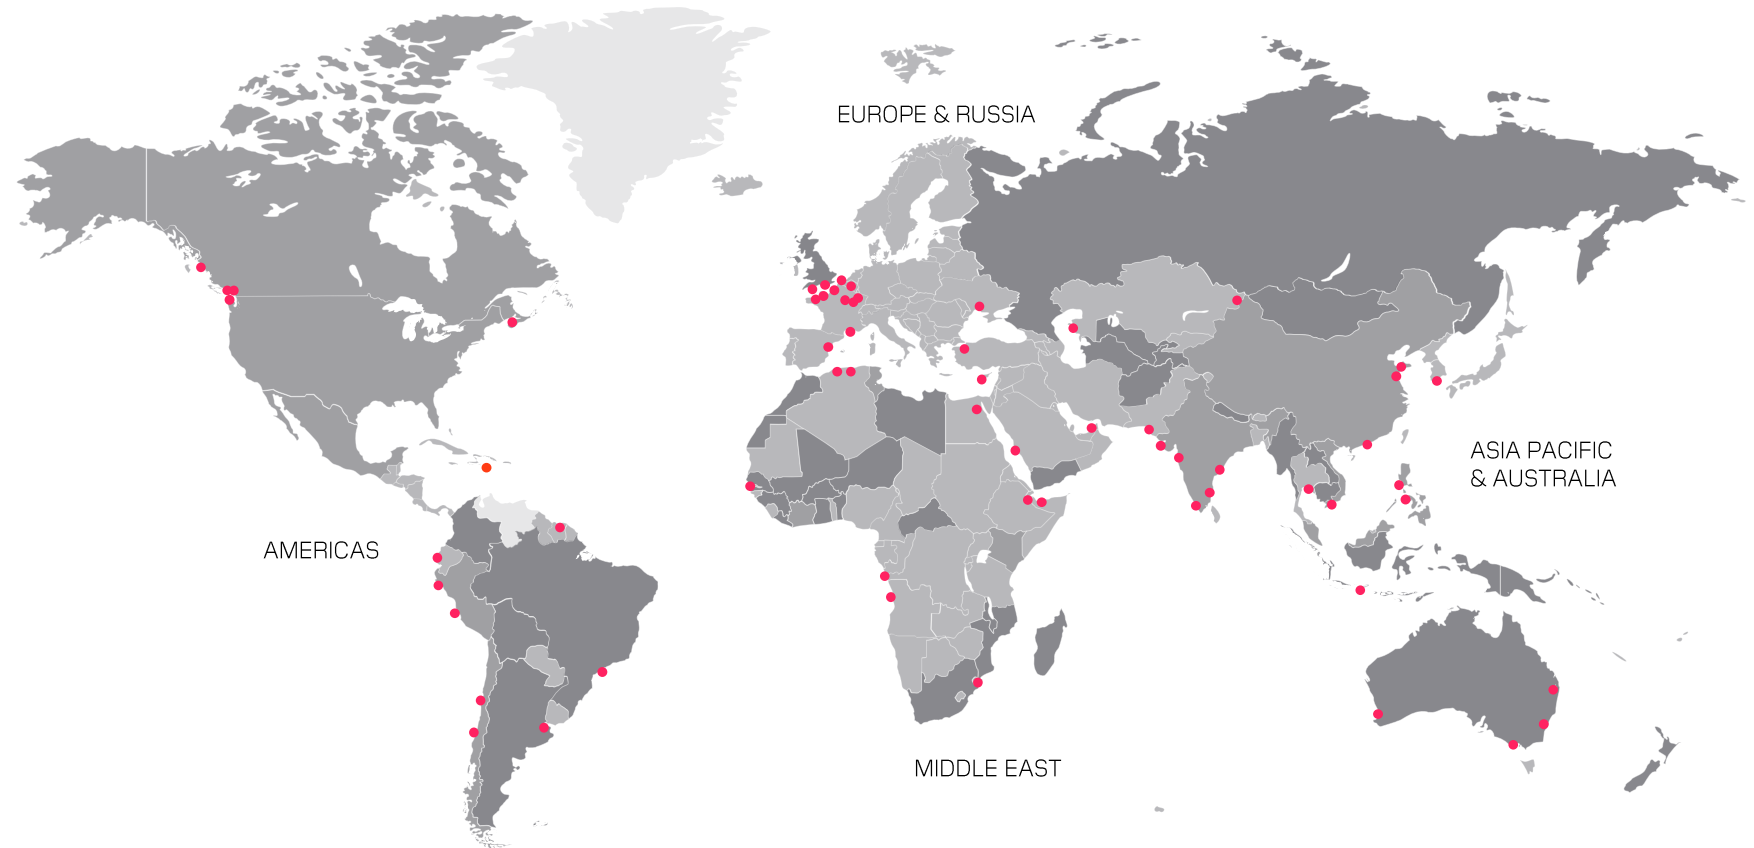 EUROPE & RUSSIA
ASIA PACIFIC
& AUSTRALIA
AMERICAS
MIDDLE EAST